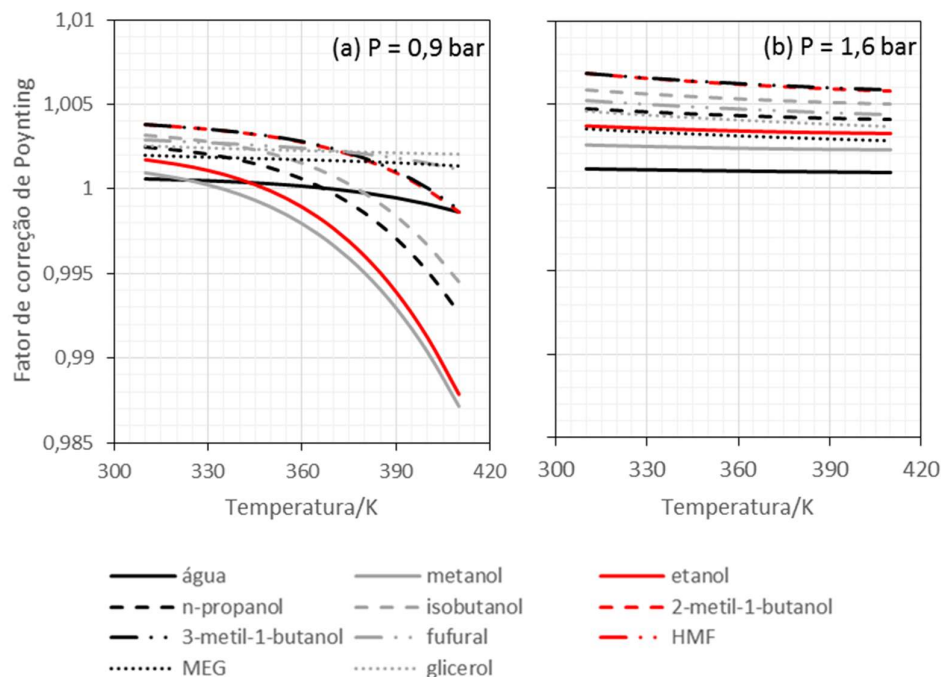 (a) P = 0,9 bar
(b) P = 1,6 bar
Fator de correção de Poynting
1,01
1,005
1
0,995
0,99
0,985
300 330 360 390 420
300 330 360 390 420
Temperatura/K
Temperatura/K
água metanol etanol
n-propanol isobutanol 2-metil-1-butanol
3-metil-1-butanol fufural HMF
MEG glicerol